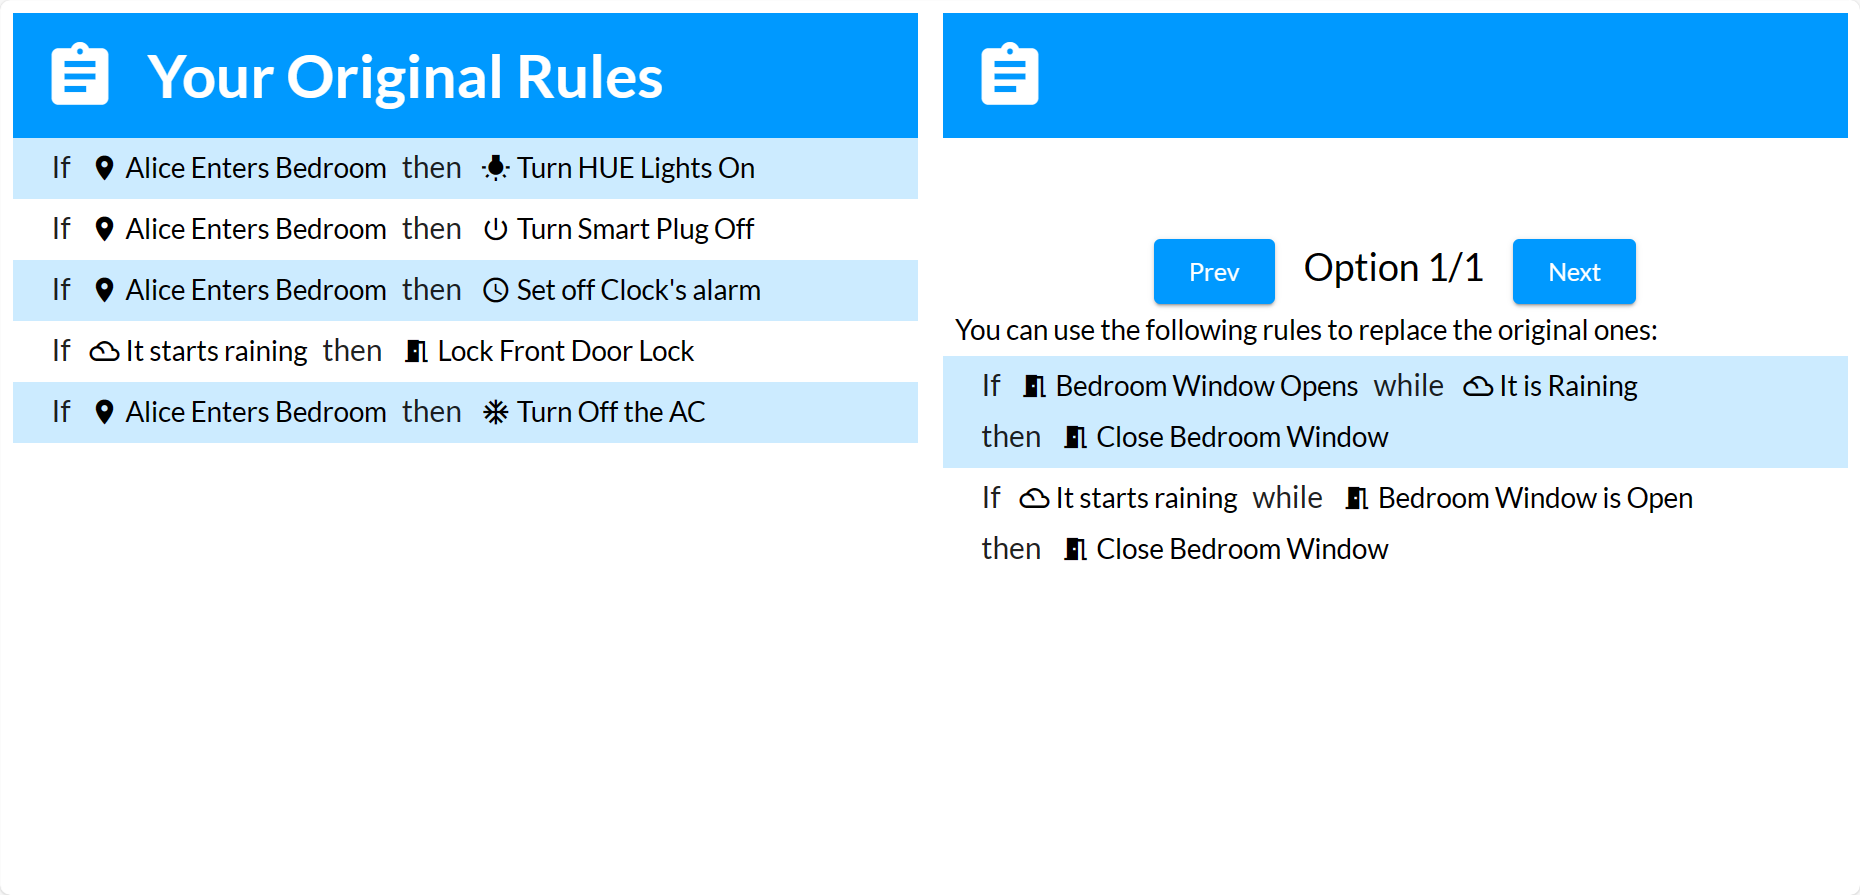 Your Original Rules
If Alice Enters Bedroom then Turn HUE Lights On
If Alice Enters Bedroom then Turn Smart Plug Off
If Alice Enters Bedroom then Set off Clock's alarm
If It starts raining then Lock Front Door Lock
If Alice Enters Bedroom then Turn Off the AC
Prev Option 1/1 Next
You can use the following rules to replace the original ones:
If Bedroom Window Opens while It is Raining
then Close Bedroom Window
If It starts raining while Bedroom Window is Open
then Close Bedroom Window